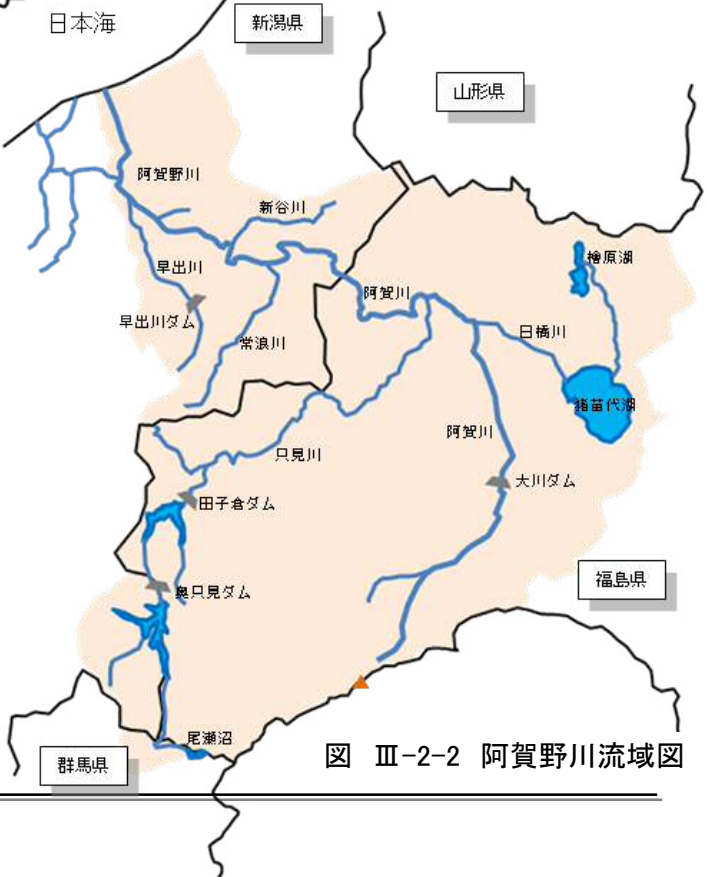 日本海
新潟県
山形県
阿賀野川
新谷川
檜原湖
早出川
阿賀川
早出川ダム
日橋川
常浪川
猪苗代湖
阿賀川
只見川
大川ダム
田子倉ダム
福島県
奥只見ダム
尾瀬沼
群馬県
図 Ⅲ-2-2 阿賀野川流域図